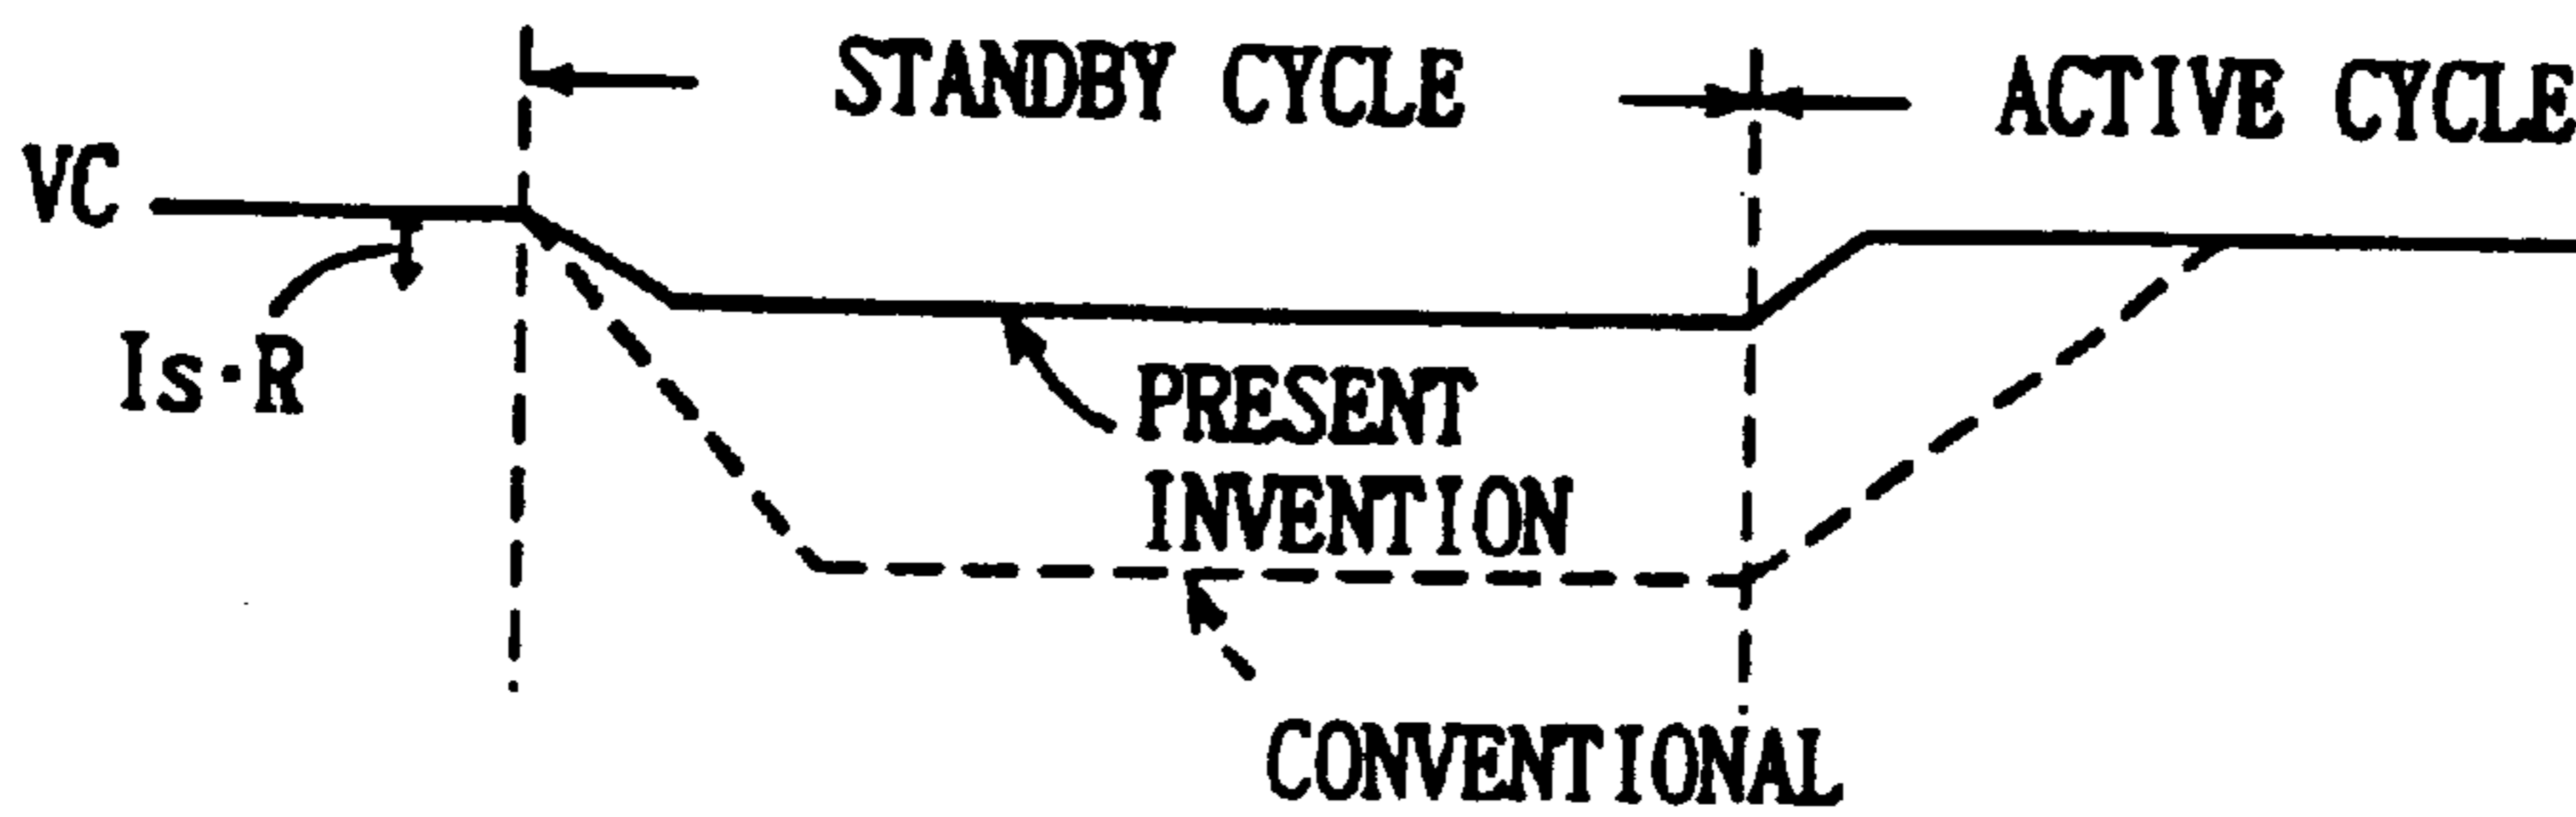 STANDBY CYCLE
ACTIVE CYCLE
VC
Is·R
PRESENT
INVENTION
CONVENTIONAL